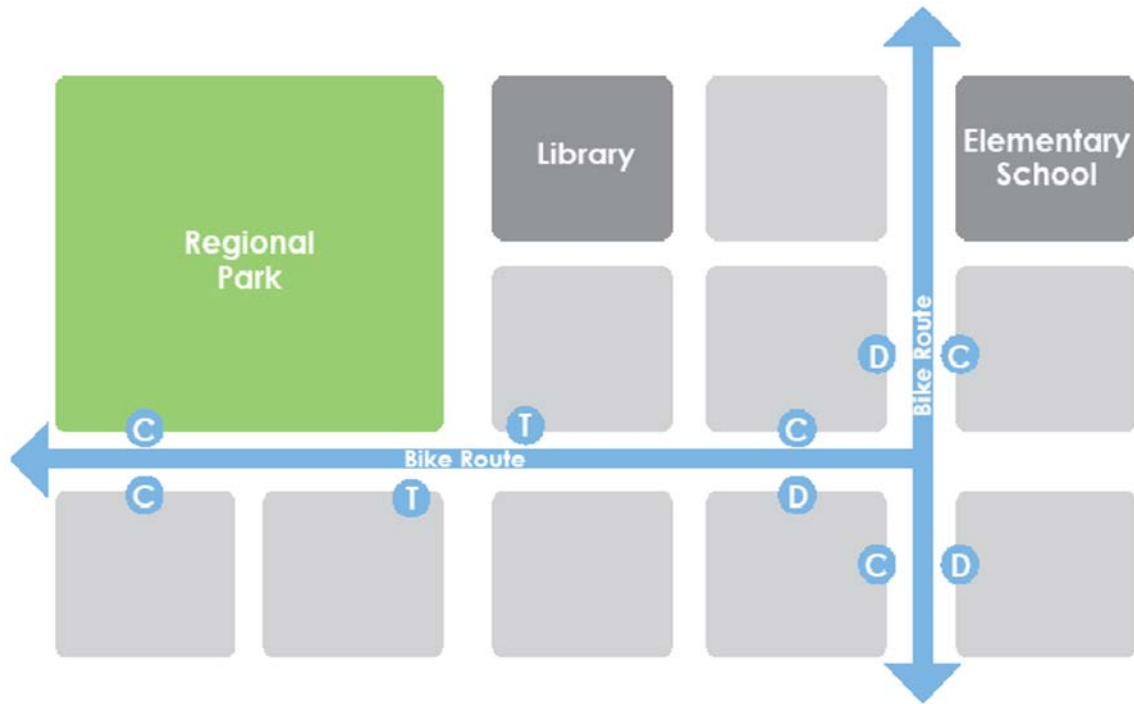 Library
Elementary
School
Regional
Park
Bike Route
D
C
C
T
C
Bike Route
C
T
D
C
D